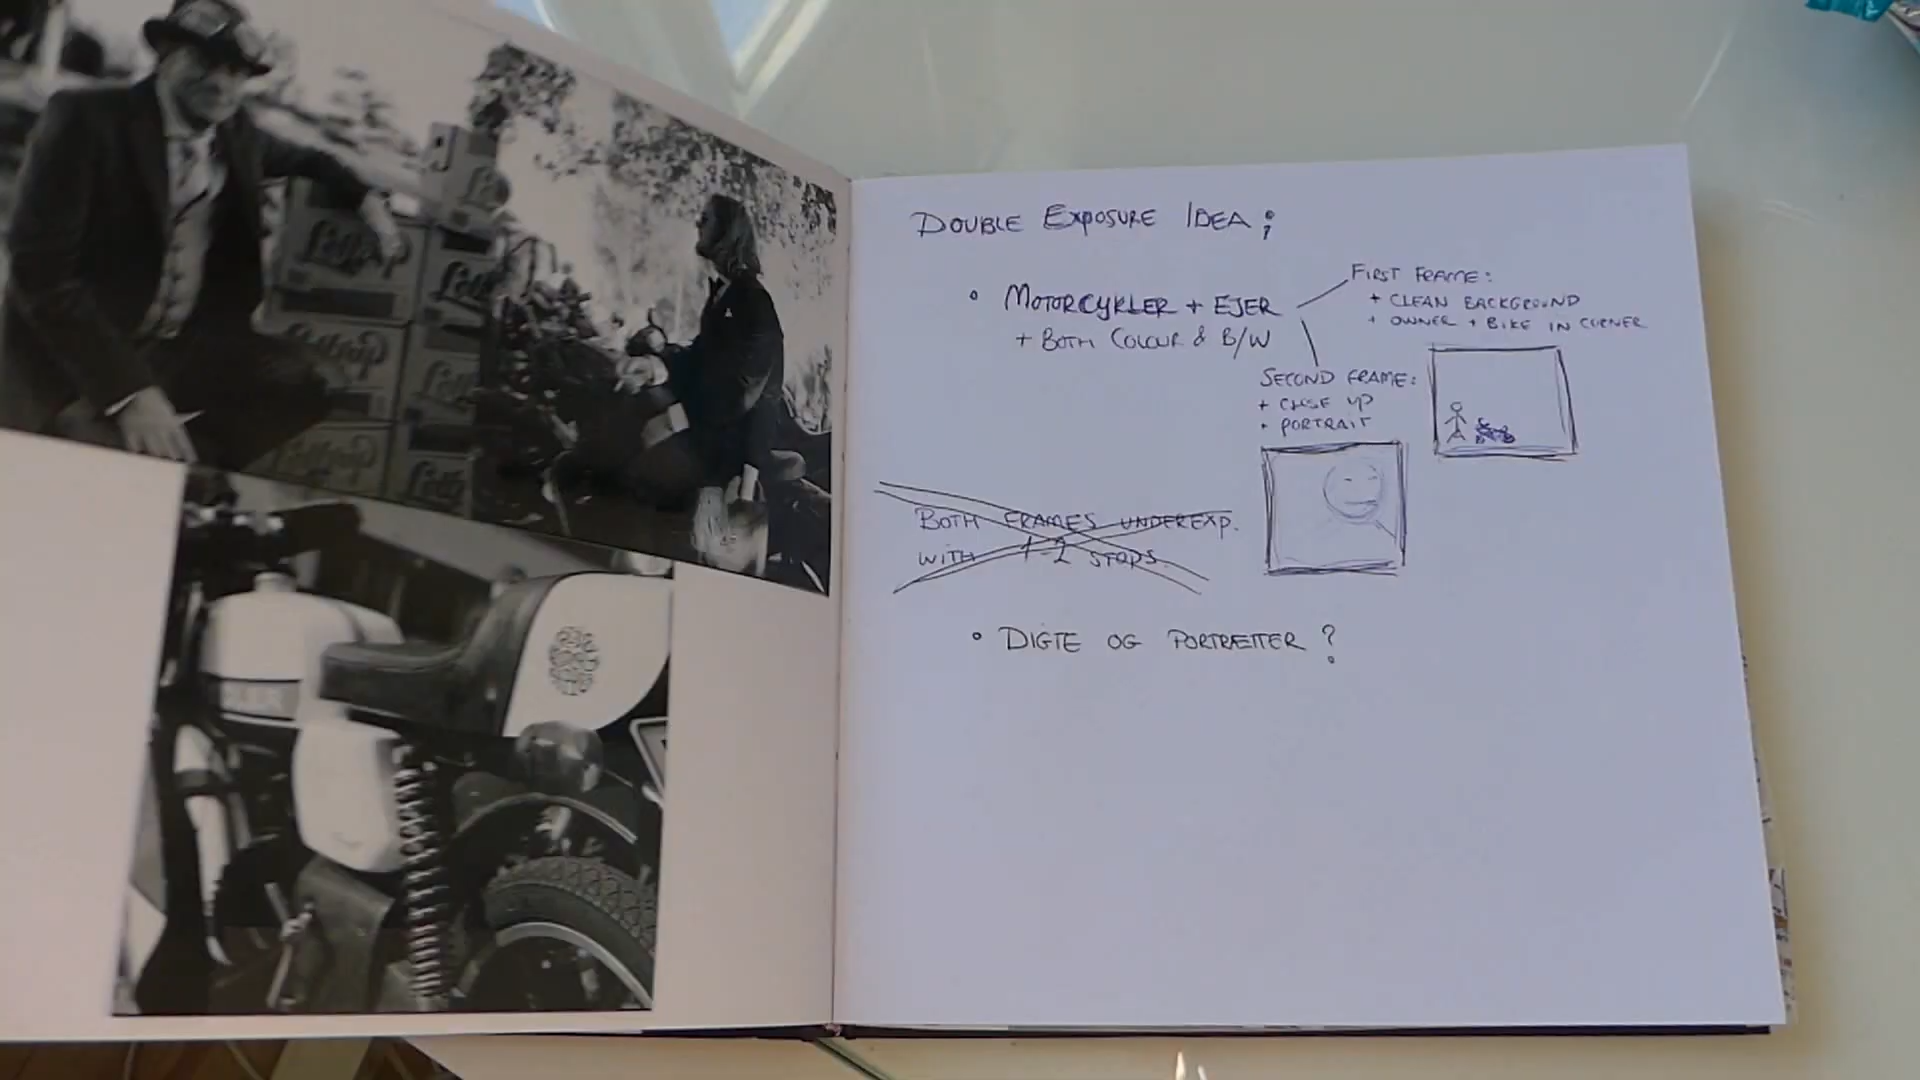 DOUBLE EXPOSURE IDEA:
• MOTORCYKLER + EJER
+ BOTH COLOUR & B/W
FIRST FRAME:
+ CLEAN BACKGROUND
+ OWNER + BIKE IN CORNER
SECOND FRAME:
+ CLOSE UP
• PORTRAIT
BOTH FRAMES UNDEREXP.
WITH 1-2 STOPS.
• DIGTE OG PORTRÆTTER ?